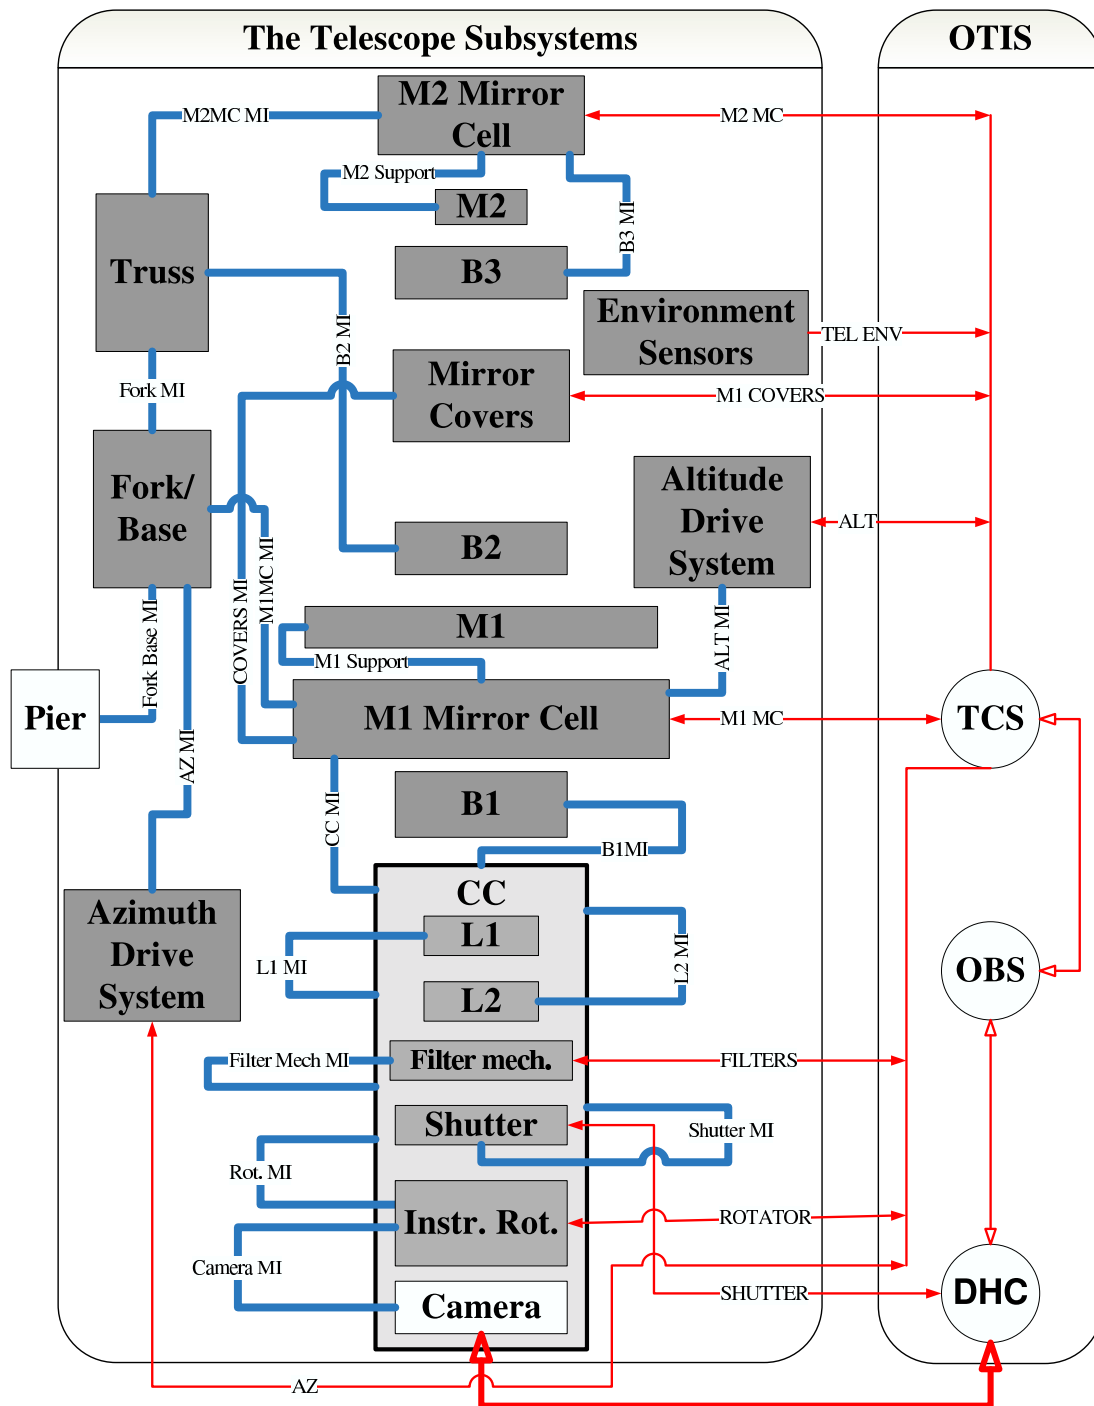 The Telescope Subsystems
OTIS
M2 Mirror
Cell
M2MC MI
M2 MC
M2 Support
M2
B3 MI
Truss
B3
Environment
Sensors
TEL ENV
B2 MI
Fork MI
Mirror
Covers
M1 COVERS
Fork/
Base
Altitude
Drive
System
ALT
B2
M1MC MI
COVERS MI
Fork Base MI
M1
ALT MI
M1 Support
Pier
M1 Mirror Cell
M1 MC
TCS
AZ MI
B1
CC MI
B1MI
CC
Azimuth
Drive
System
L1
L1 MI
L2 MI
L2
OBS
Filter Mech MI
Filter mech.
FILTERS
Shutter
Shutter MI
Rot. MI
Instr. Rot.
ROTATOR
Camera MI
Camera
SHUTTER
DHC
AZ